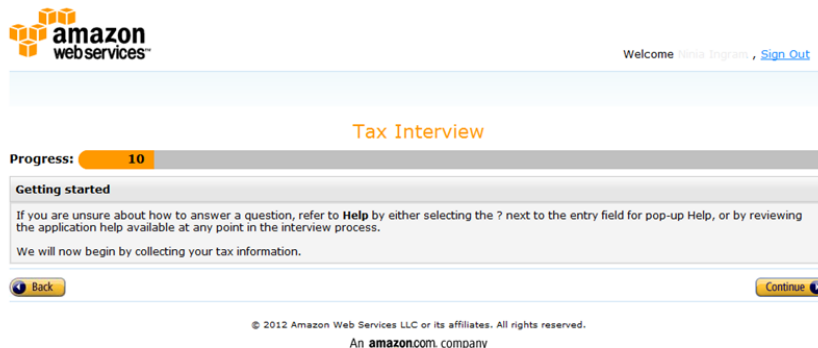 amazon
webservices™
Welcome Ninia Ingram , Sign Out
Tax Interview
Progress: 10
Getting started
If you are unsure about how to answer a question, refer to Help by either selecting the ? next to the entry field for pop-up Help, or by reviewing
the application help available at any point in the interview process.
We will now begin by collecting your tax information.
Back
Continue
© 2012 Amazon Web Services LLC or its affiliates. All rights reserved.
An amazon.com. company